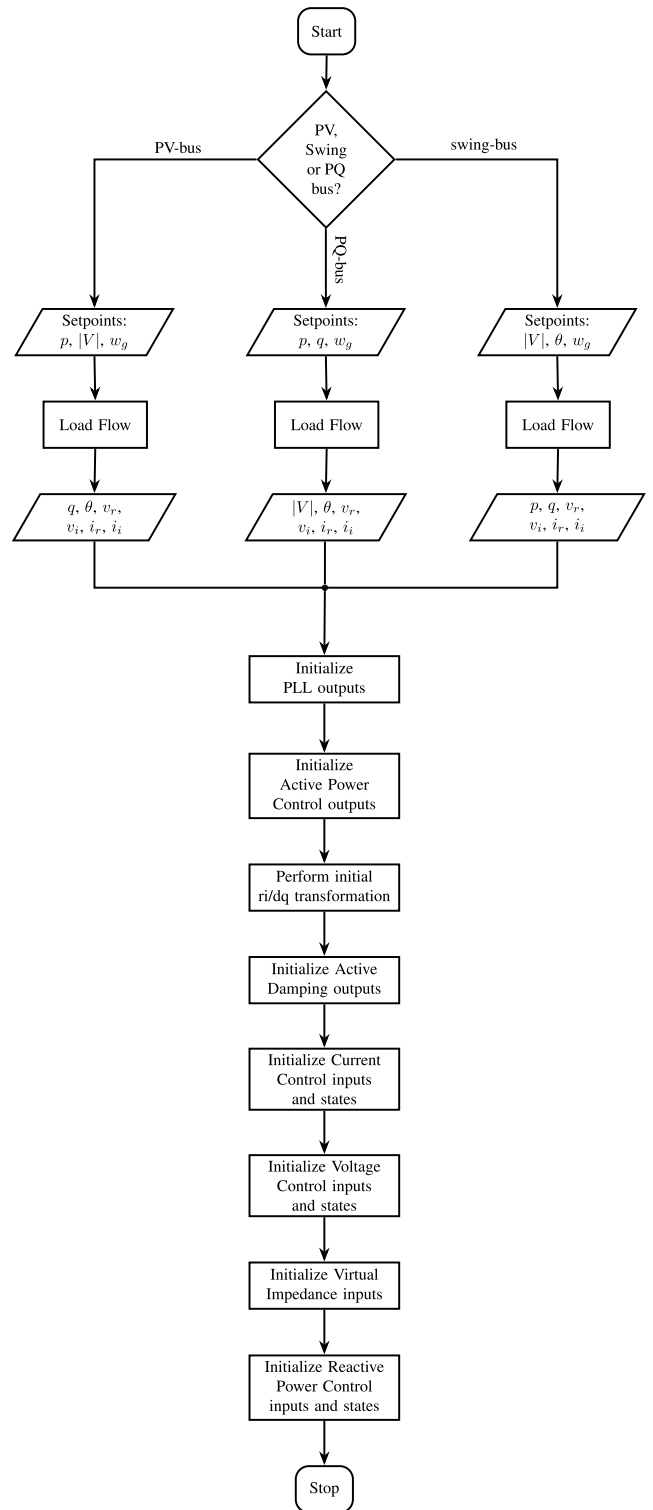 Start
PV,
Swing
or PQ
bus?
PV-bus
swing-bus
PQ-bus
Setpoints:
p, |V|, w_g
Setpoints:
p, q, w_g
Setpoints:
|V|, θ, w_g
Load Flow
Load Flow
Load Flow
q, θ, v_r,
v_i, i_r, i_i
|V|, θ, v_r,
v_i, i_r, i_i
p, q, v_r,
v_i, i_r, i_i
Initialize
PLL outputs
Initialize
Active Power
Control outputs
Perform initial
ri/dq transformation
Initialize Active
Damping outputs
Initialize Current
Control inputs
and states
Initialize Voltage
Control inputs
and states
Initialize Virtual
Impedance inputs
Initialize Reactive
Power Control
inputs and states
Stop